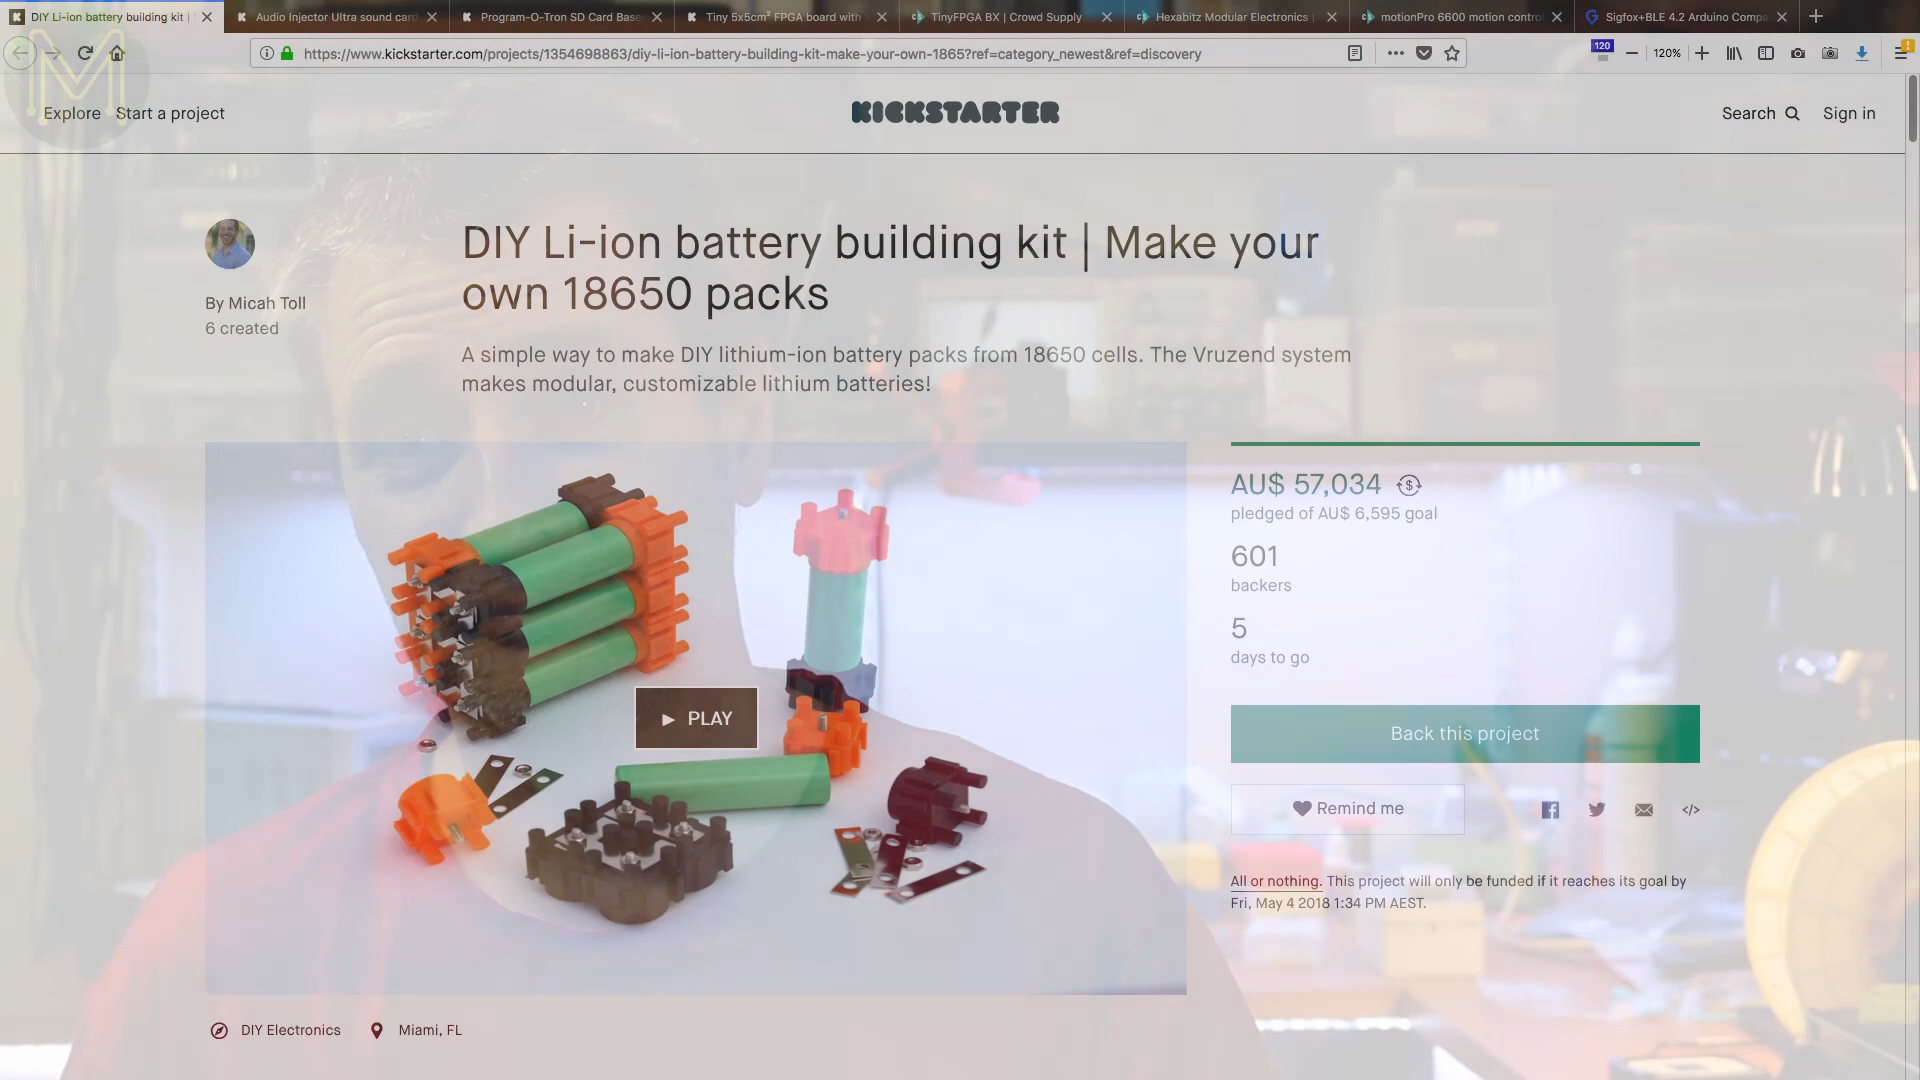 DIY Li-ion battery building kit |
Audio Injector Ultra sound card
Program-O-Tron SD Card Base
Tiny 5x5cm² FPGA board with
TinyFPGA BX | Crowd Supply
Hexabitz Modular Electronics |
motionPro 6600 motion control
Sigfox+BLE 4.2 Arduino Compa
https://www.kickstarter.com/projects/1354698863/diy-li-ion-battery-building-kit-make-your-own-1865?ref=category_newest&ref=discovery
120
120%
M
Explore
Start a project
KICKSTARTER
Search
Sign in
By Micah Toll
6 created
DIY Li-ion battery building kit | Make your
own 18650 packs
A simple way to make DIY lithium-ion battery packs from 18650 cells. The Vruzend system
makes modular, customizable lithium batteries!
PLAY
AU$ 57,034
pledged of AU$ 6,595 goal
601
backers
5
days to go
Back this project
Remind me
All or nothing. This project will only be funded if it reaches its goal by
Fri, May 4 2018 1:34 PM AEST.
DIY Electronics
Miami, FL